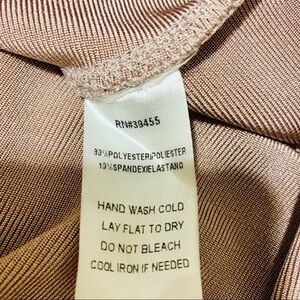 RN#39455
90%POLYESTER/POLIESTER
10%SPANDEX/ELASTANO
HAND WASH COLD
LAY FLAT TO DRY
DO NOT BLEACH
COOL IRON IF NEEDED